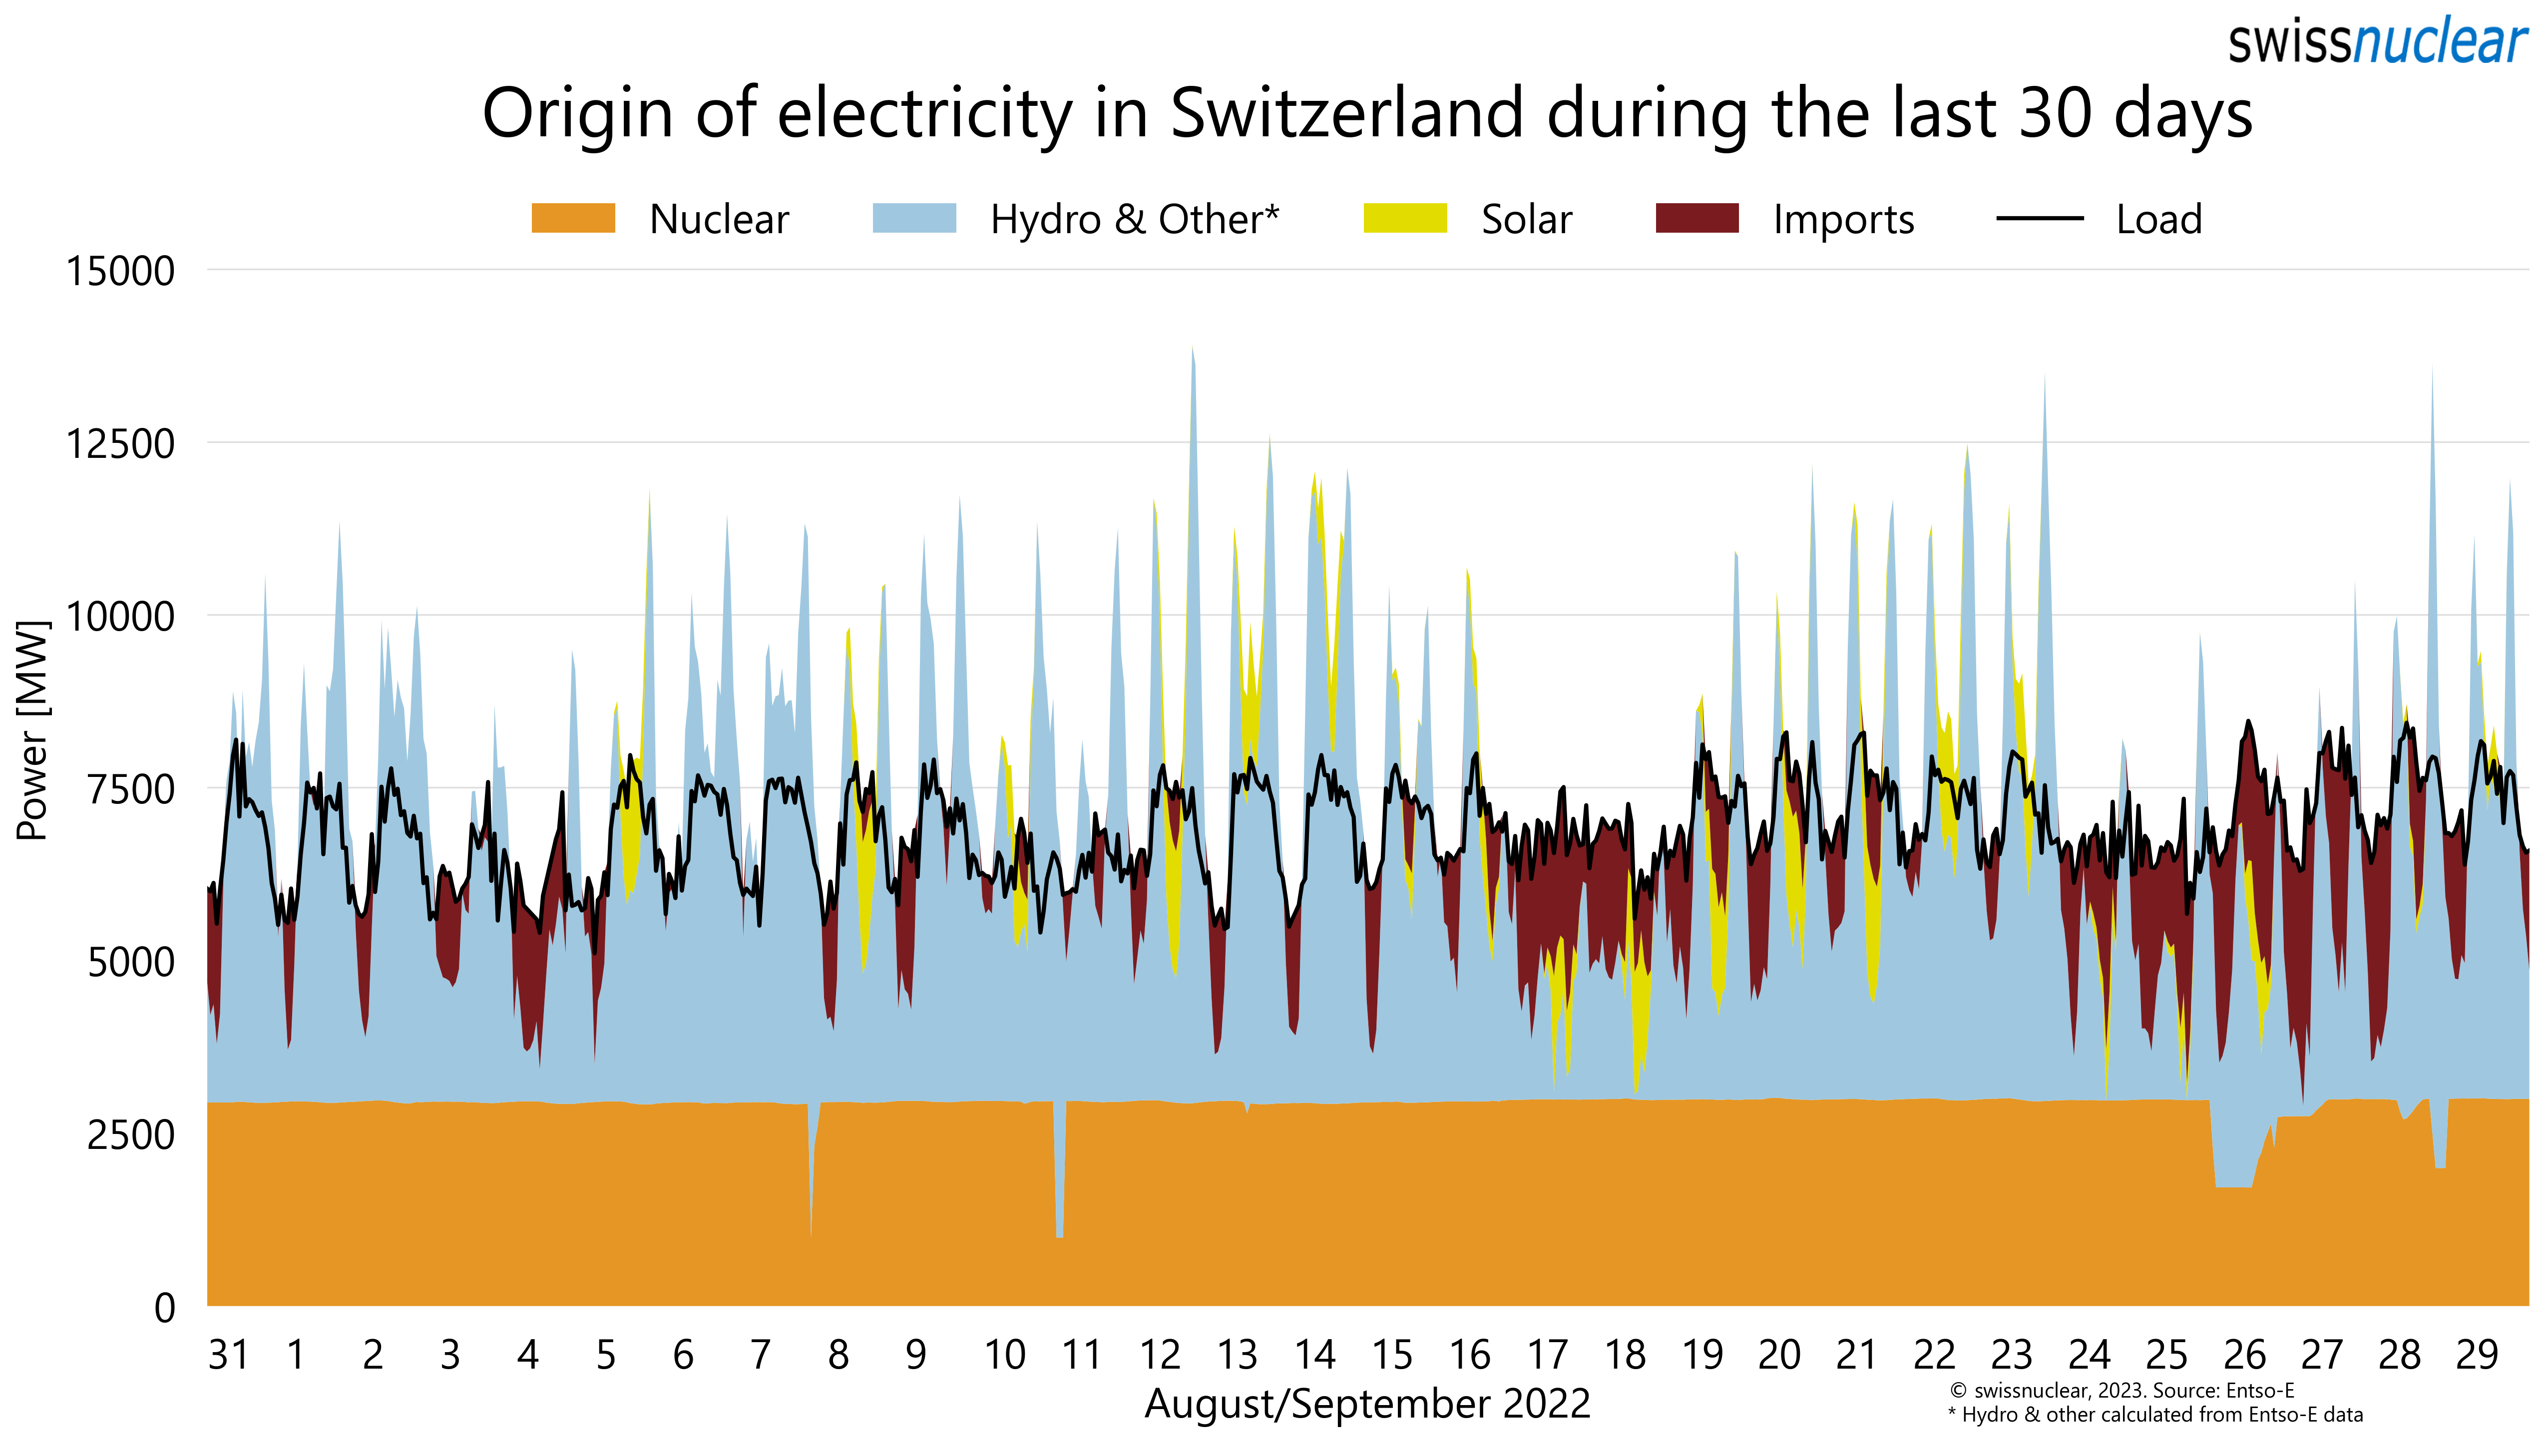 swissnuclear
Origin of electricity in Switzerland during the last 30 days
Nuclear Hydro & Other* Solar Imports Load
15000
12500
10000
7500
5000
2500
0
Power [MW]
31 1 2 3 4 5 6 7 8 9 10 11 12 13 14 15 16 17 18 19 20 21 22 23 24 25 26 27 28 29
August/September 2022
© swissnuclear, 2023. Source: Entso-E
* Hydro & other calculated from Entso-E data